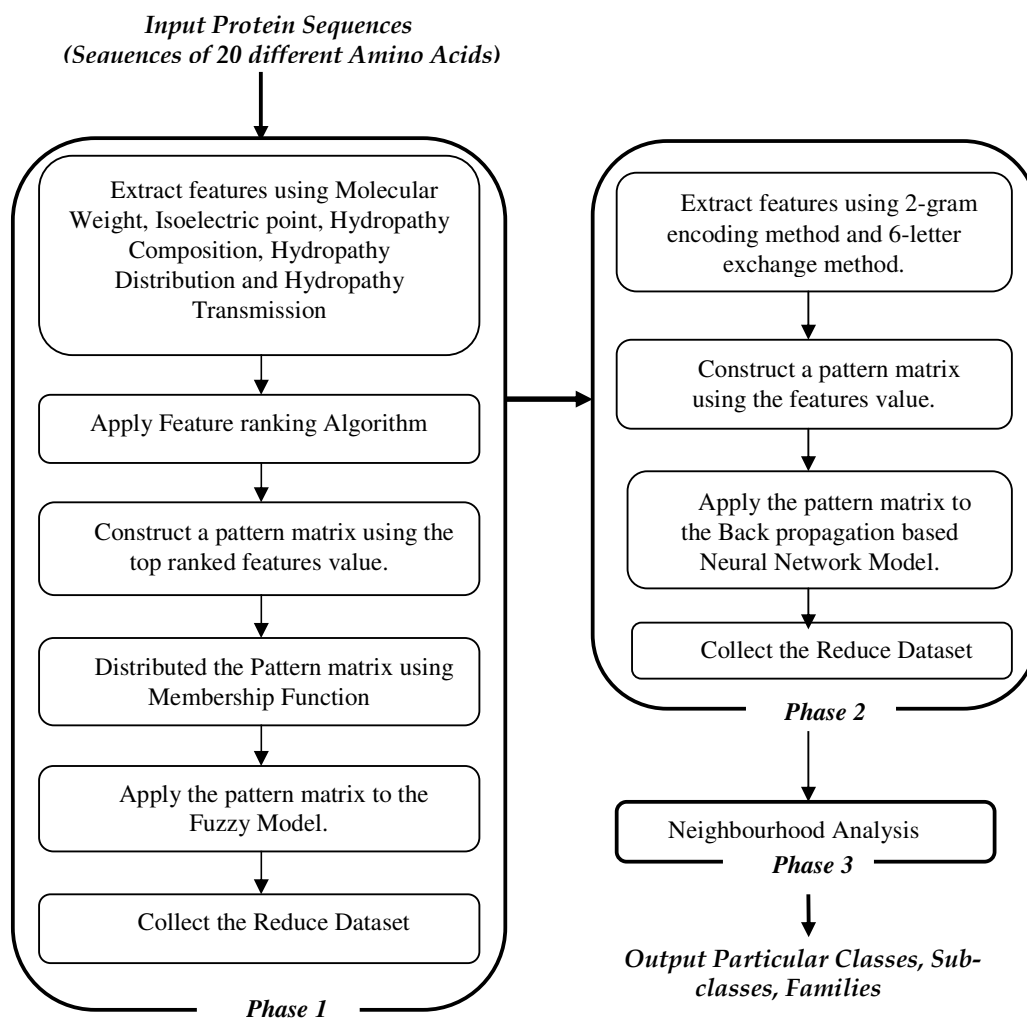 Input Protein Sequences
(Sequences of 20 different Amino Acids)
Extract features using Molecular
Weight, Isoelectric point, Hydropathy
Composition, Hydropathy
Distribution and Hydropathy
Transmission
Apply Feature ranking Algorithm
Construct a pattern matrix using the
top ranked features value.
Distributed the Pattern matrix using
Membership Function
Apply the pattern matrix to the
Fuzzy Model.
Collect the Reduce Dataset
Phase 1
Extract features using 2-gram
encoding method and 6-letter
exchange method.
Construct a pattern matrix
using the features value.
Apply the pattern matrix to
the Back propagation based
Neural Network Model.
Collect the Reduce Dataset
Phase 2
Neighbourhood Analysis
Phase 3
Output Particular Classes, Sub-
classes, Families